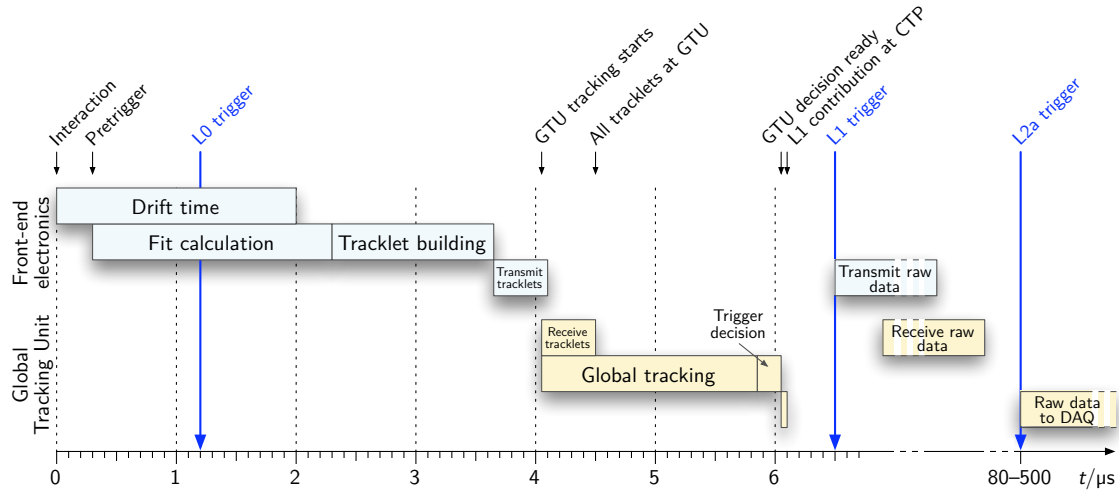 Interaction
Pretrigger
L0 trigger
GTU tracking starts
All tracklets at GTU
GTU decision ready
L1 contribution at CTP
L1 trigger
L2a trigger
Front-end
electronics
Drift time
Fit calculation
Tracklet building
Transmit
tracklets
Transmit raw
data
Global
Tracking Unit
Receive
tracklets
Trigger
decision
Receive raw
data
Global tracking
Raw data
to DAQ
0
1
2
3
4
5
6
80–500
t/µs